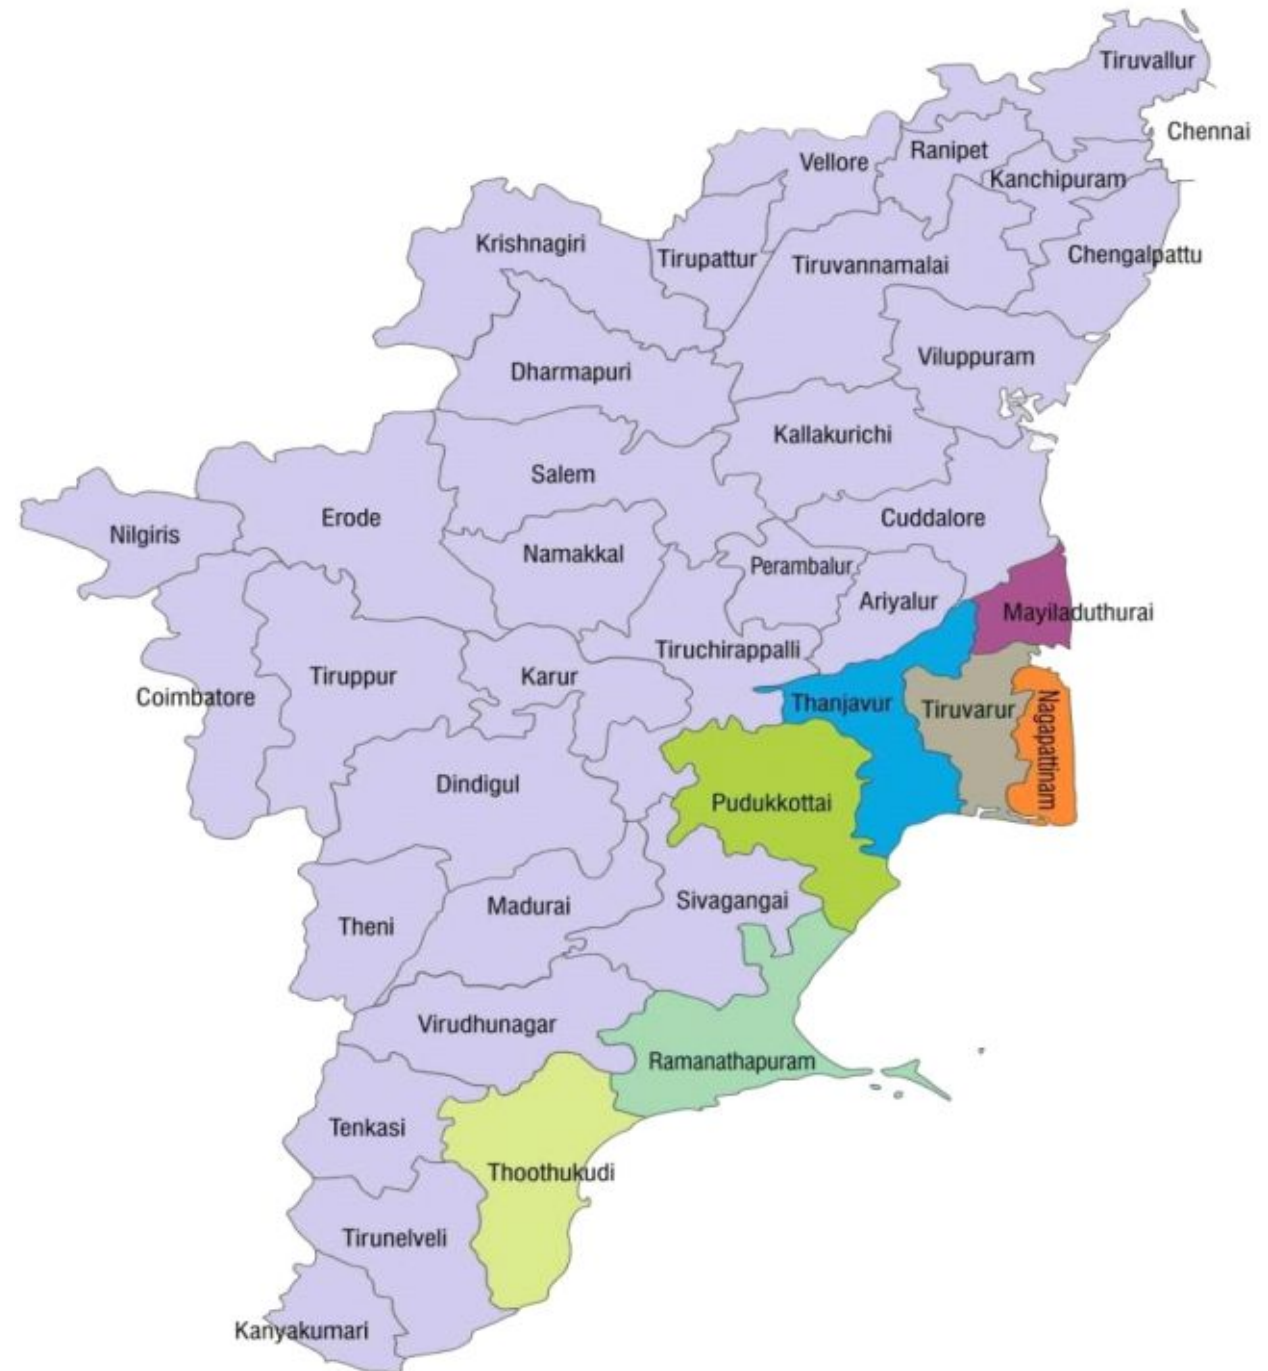 Tiruvallur
Chennai
Ranipet
Vellore
Kanchipuram
Krishnagiri
Chengalpattu
Tirupattur
Tiruvannamalai
Viluppuram
Dharmapuri
Kallakurichi
Salem
Erode
Cuddalore
Nilgiris
Namakkal
Perambalur
Ariyalur
Mayiladuthurai
Tiruchirappalli
Tiruppur
Karur
Coimbatore
Thanjavur
Tiruvarur
Nagapattinam
Dindigul
Pudukkottai
Sivagangai
Madurai
Theni
Virudhunagar
Ramanathapuram
Tenkasi
Thoothukudi
Tirunelveli
Kanyakumari